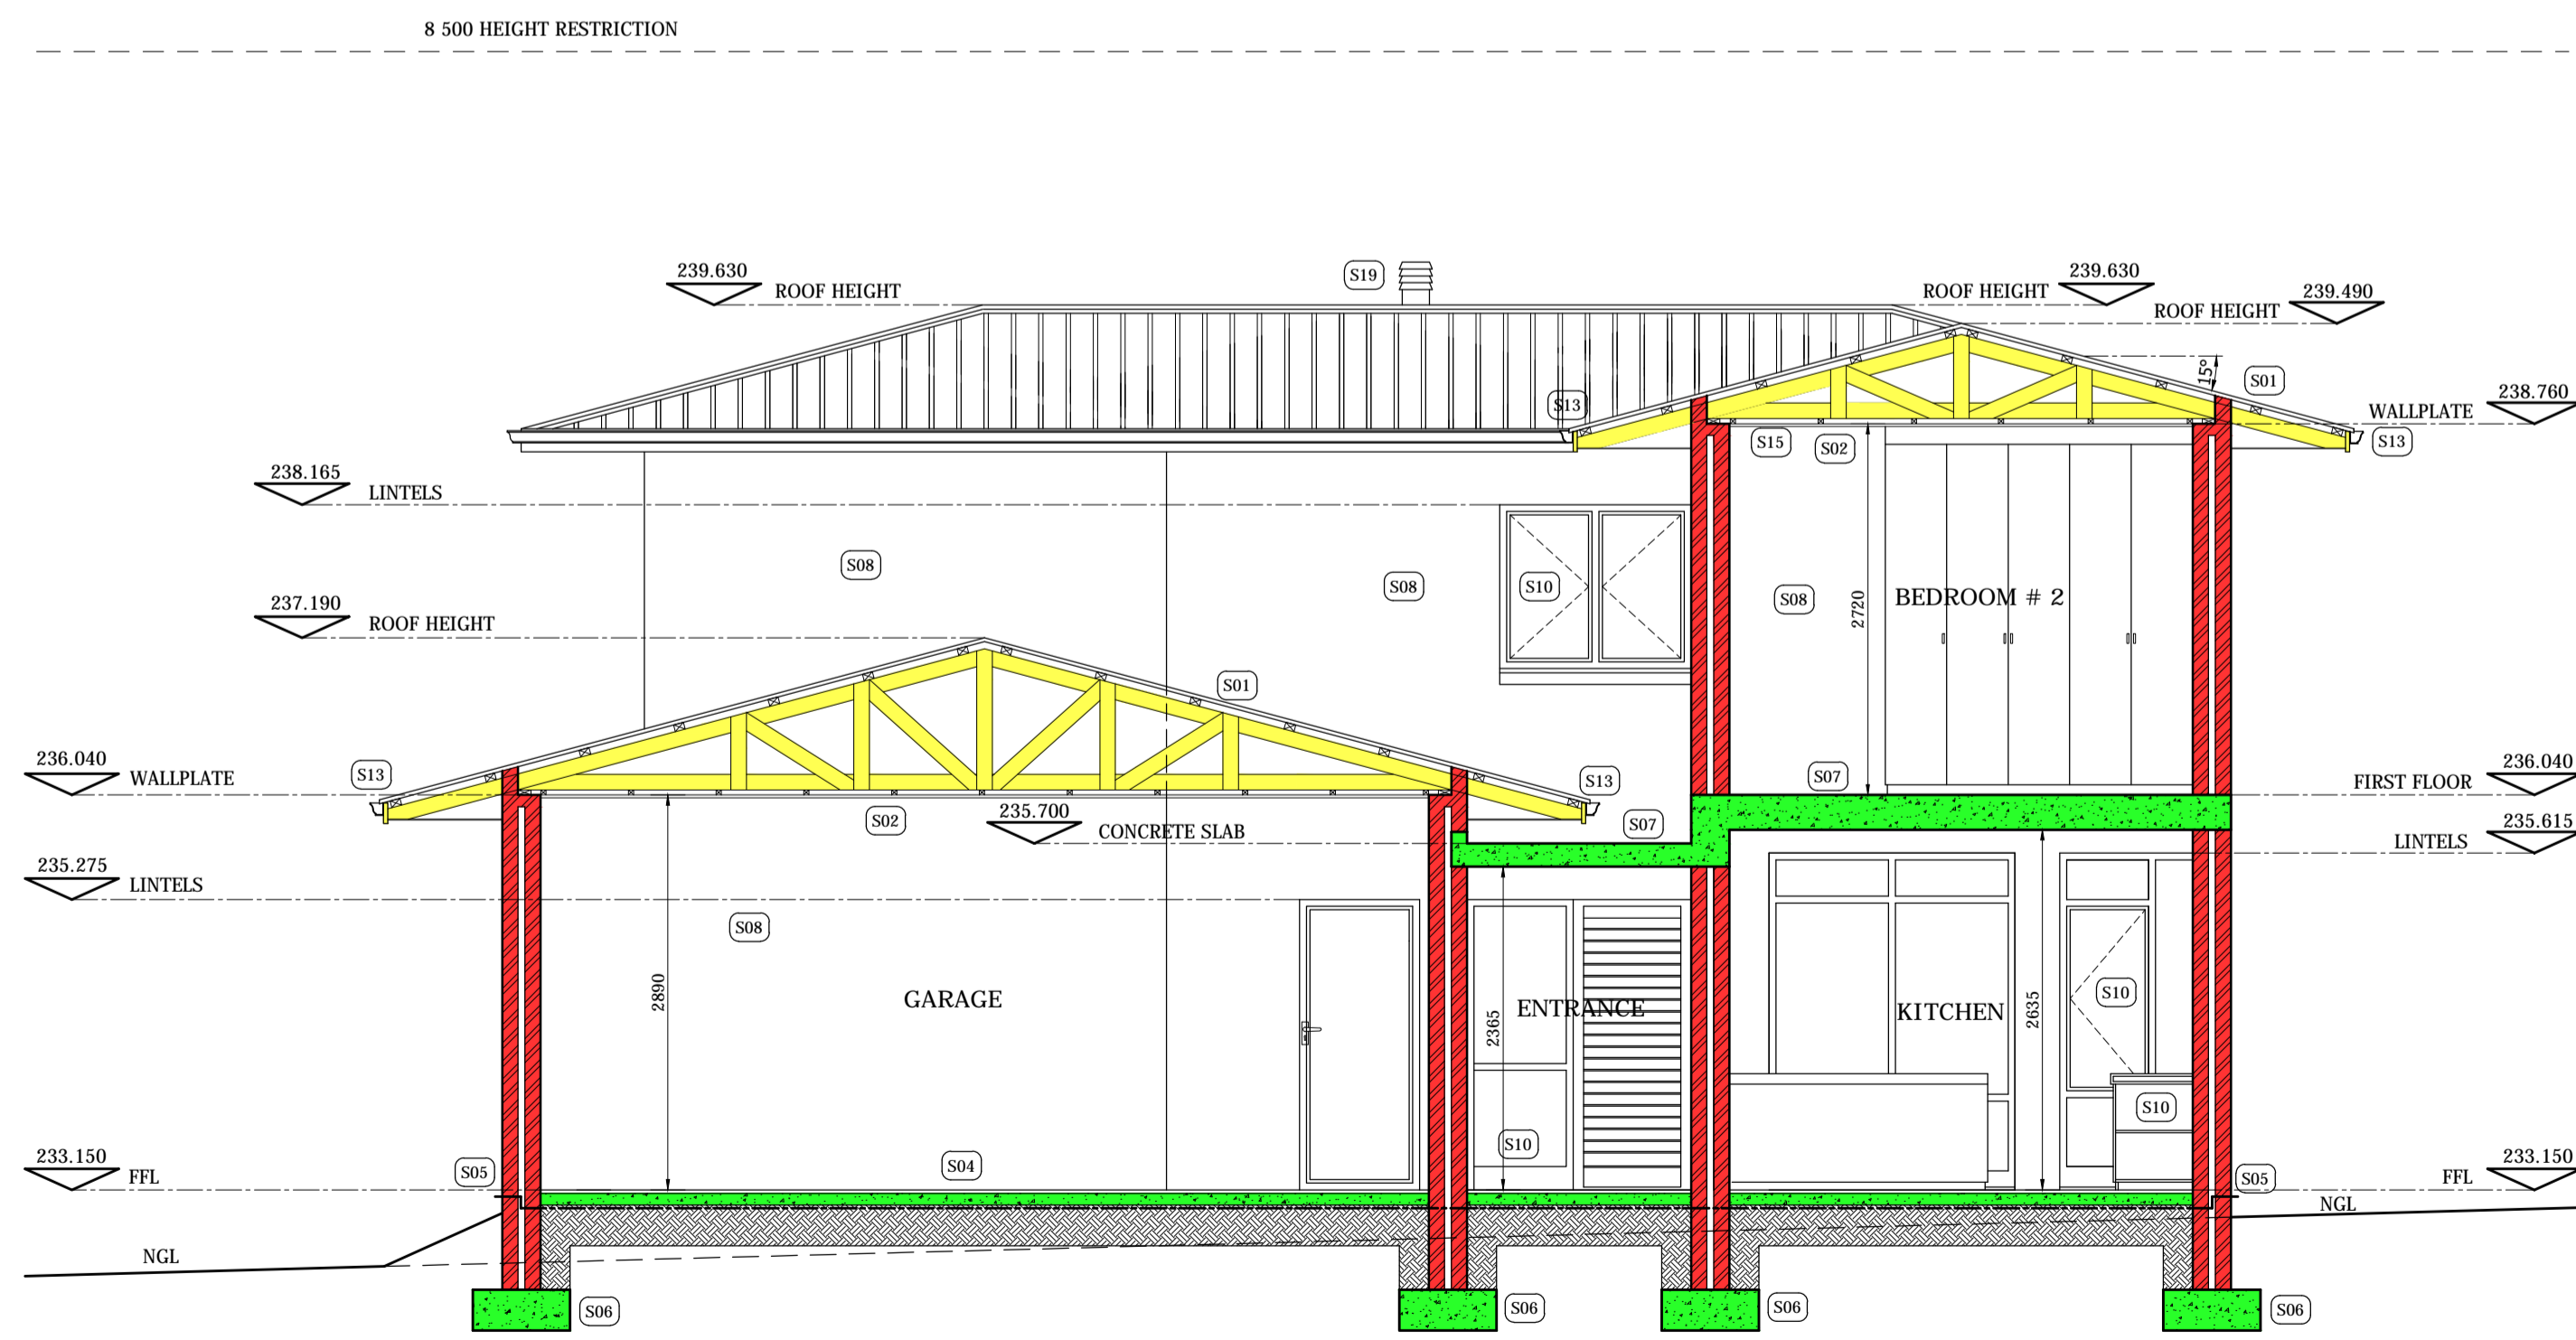 8 500 HEIGHT RESTRICTION
239.630
ROOF HEIGHT
S19
ROOF HEIGHT
239.630
ROOF HEIGHT
239.490
15°
S01
S13
238.760
WALLPLATE
S15
S02
S13
238.165
LINTELS
S08
S08
S10
S08
2720
BEDROOM # 2
237.190
ROOF HEIGHT
S01
236.040
WALLPLATE
S13
S13
S07
236.040
FIRST FLOOR
S02
235.700
CONCRETE SLAB
S07
235.615
LINTELS
235.275
LINTELS
S08
2890
GARAGE
2365
ENTRANCE
KITCHEN
2635
S10
S10
S10
233.150
FFL
S05
S04
S05
233.150
FFL
NGL
NGL
S06
S06
S06
S06